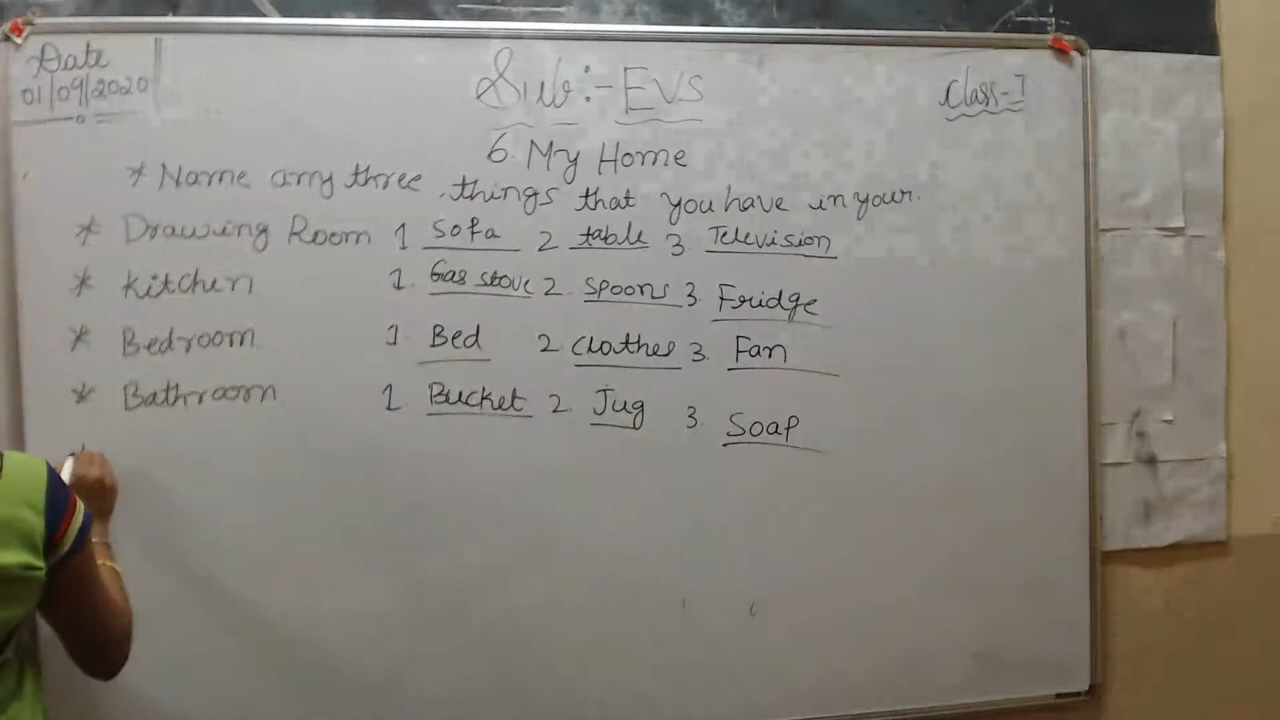 Date
01/09/2020
Sub:- EVS
Class-I
6. My Home
* Name any three things that you have in your.
* Drawing Room 1 Sofa 2 table 3. Television
* Kitchen 1. Gas stove 2. Spoons 3. Fridge
* Bedroom 1. Bed 2. Clothes 3. Fan
* Bathroom 1. Bucket 2. Jug 3. Soap